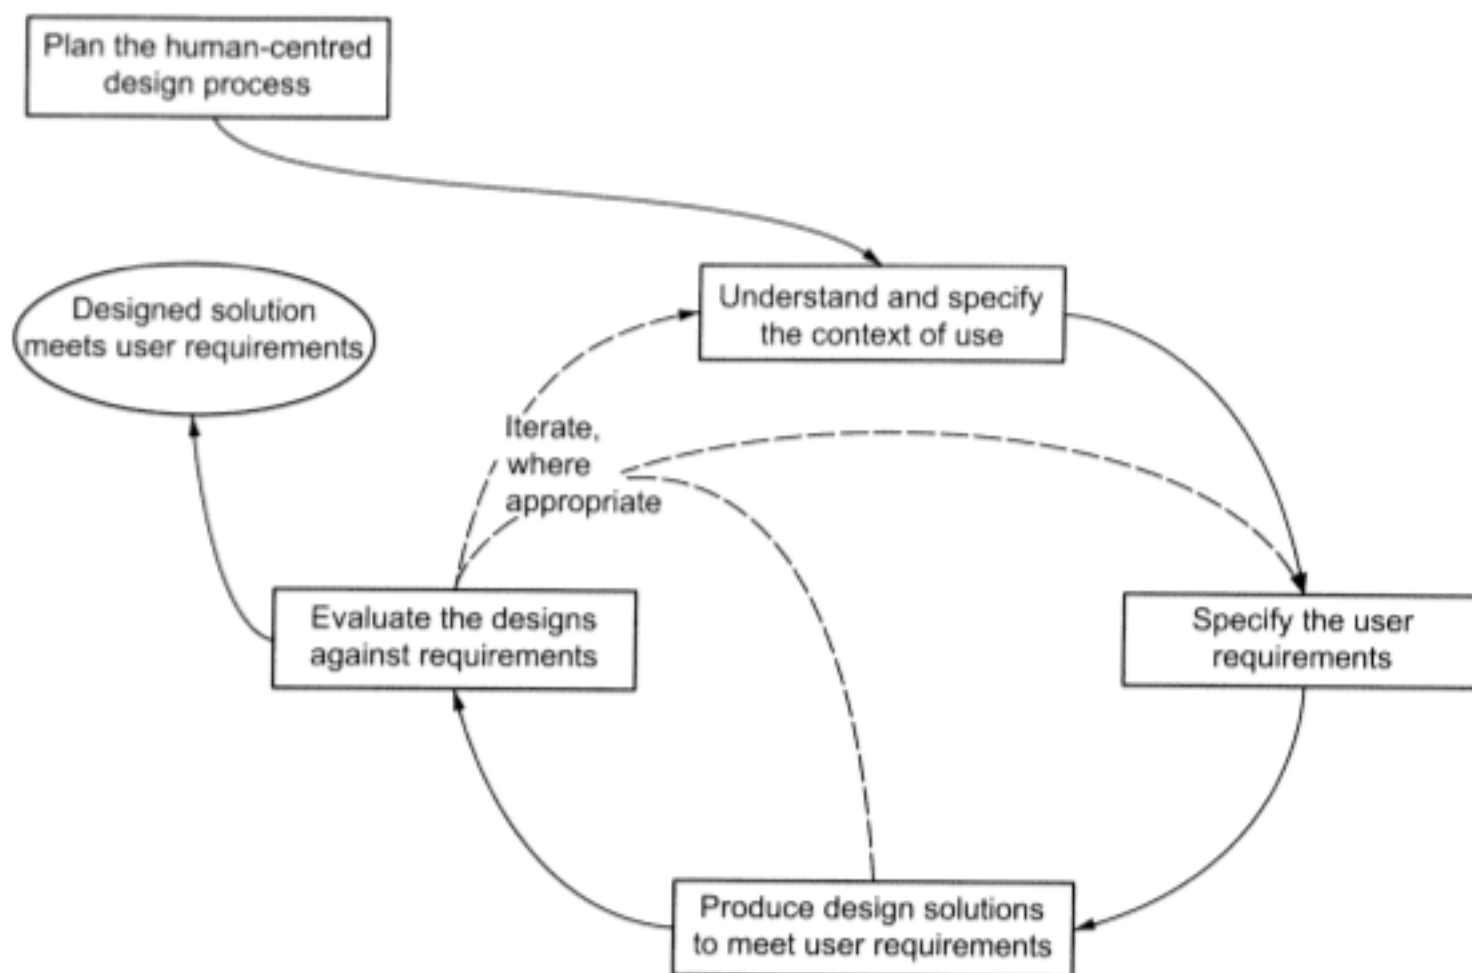 Plan the human-centred
design process
Designed solution
meets user requirements
Understand and specify
the context of use
Iterate,
where
appropriate
Evaluate the designs
against requirements
Specify the user
requirements
Produce design solutions
to meet user requirements